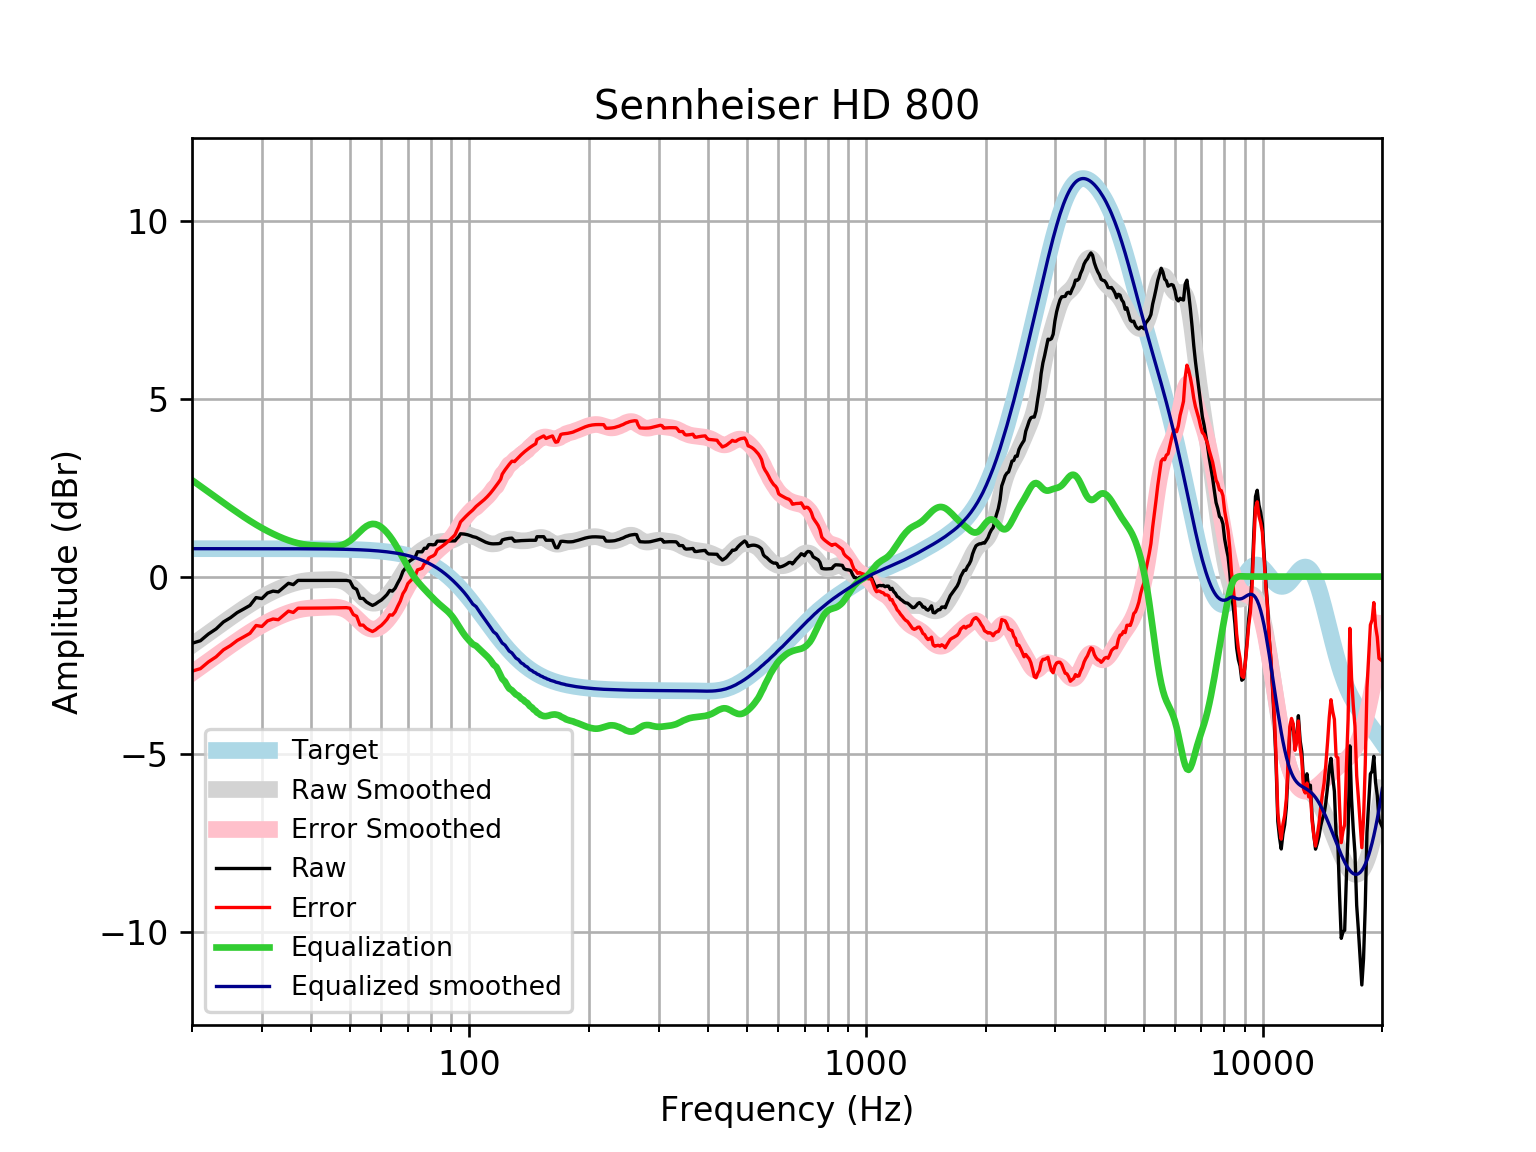 Sennheiser HD 800
Amplitude (dBr)
10
5
0
−5
−10
Target
Raw Smoothed
Error Smoothed
Raw
Error
Equalization
Equalized smoothed
100
1000
10000
Frequency (Hz)